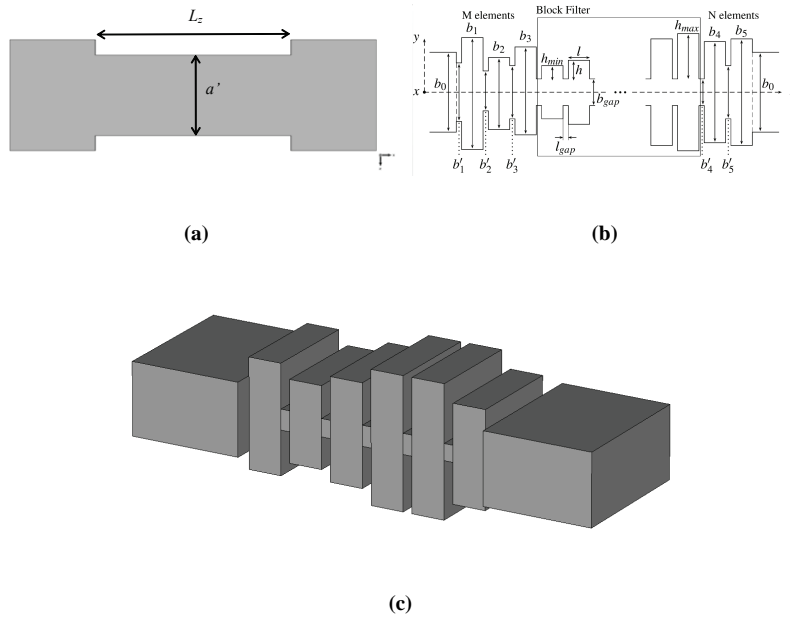 L_z
a’
(a)
M elements
Block Filter
N elements
b_1
b_2
b_3
h_max
b_4
b_5
y
h_min
l
h
b_0
x
b_gap
b_0
l_gap
b′_1
b′_2
b′_3
b′_4
b′_5
(b)
(c)